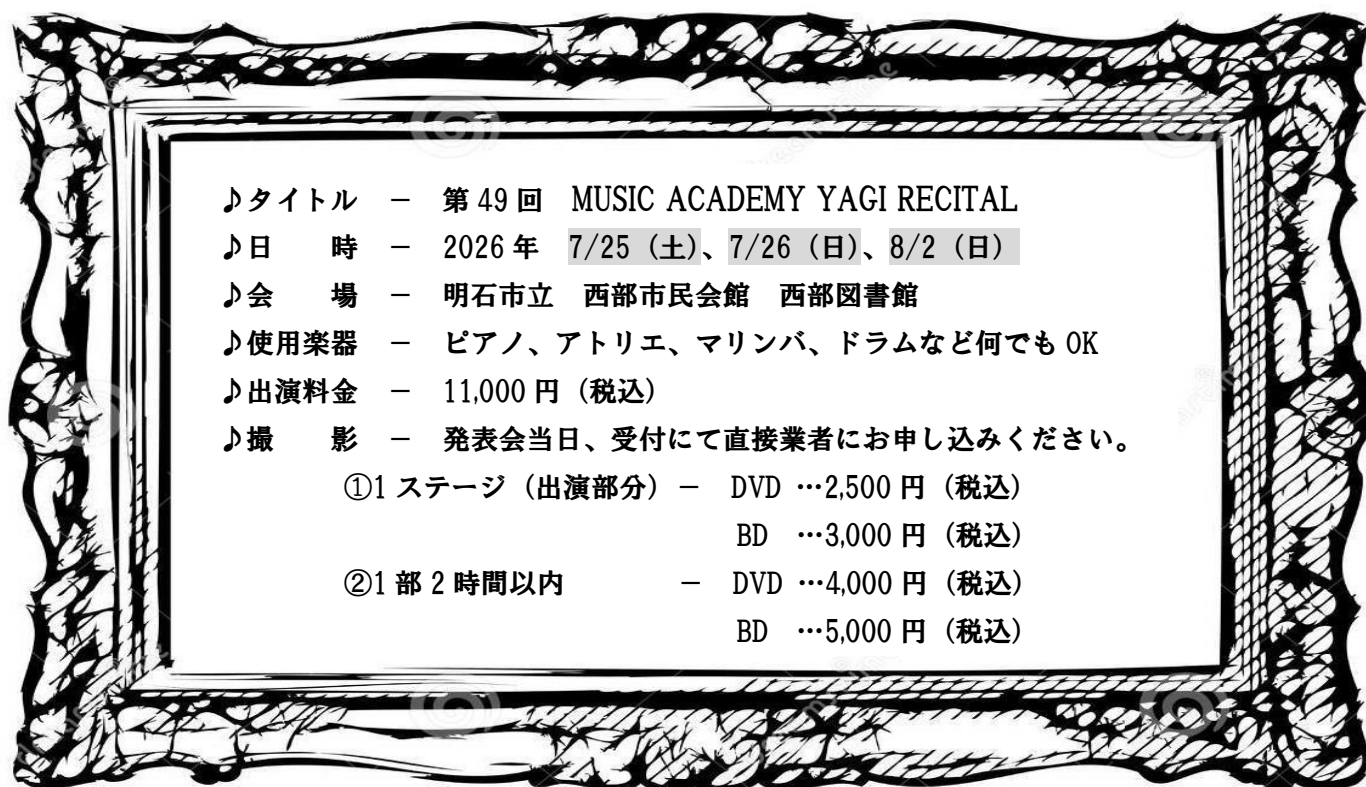 ♪タイトル － 第49回 MUSIC ACADEMY YAGI RECITAL
♪日　　時 － 2026年 7/25（土）、7/26（日）、8/2（日）
♪会　　場 － 明石市立 西部市民会館 西部図書館
♪使用楽器 － ピアノ、アトリエ、マリンバ、ドラムなど何でもOK
♪出演料金 － 11,000円（税込）
♪撮　　影 － 発表会当日、受付にて直接業者にお申し込みください。
①1ステージ（出演部分）－ DVD …2,500円（税込）
BD …3,000円（税込）
②1部2時間以内 － DVD …4,000円（税込）
BD …5,000円（税込）